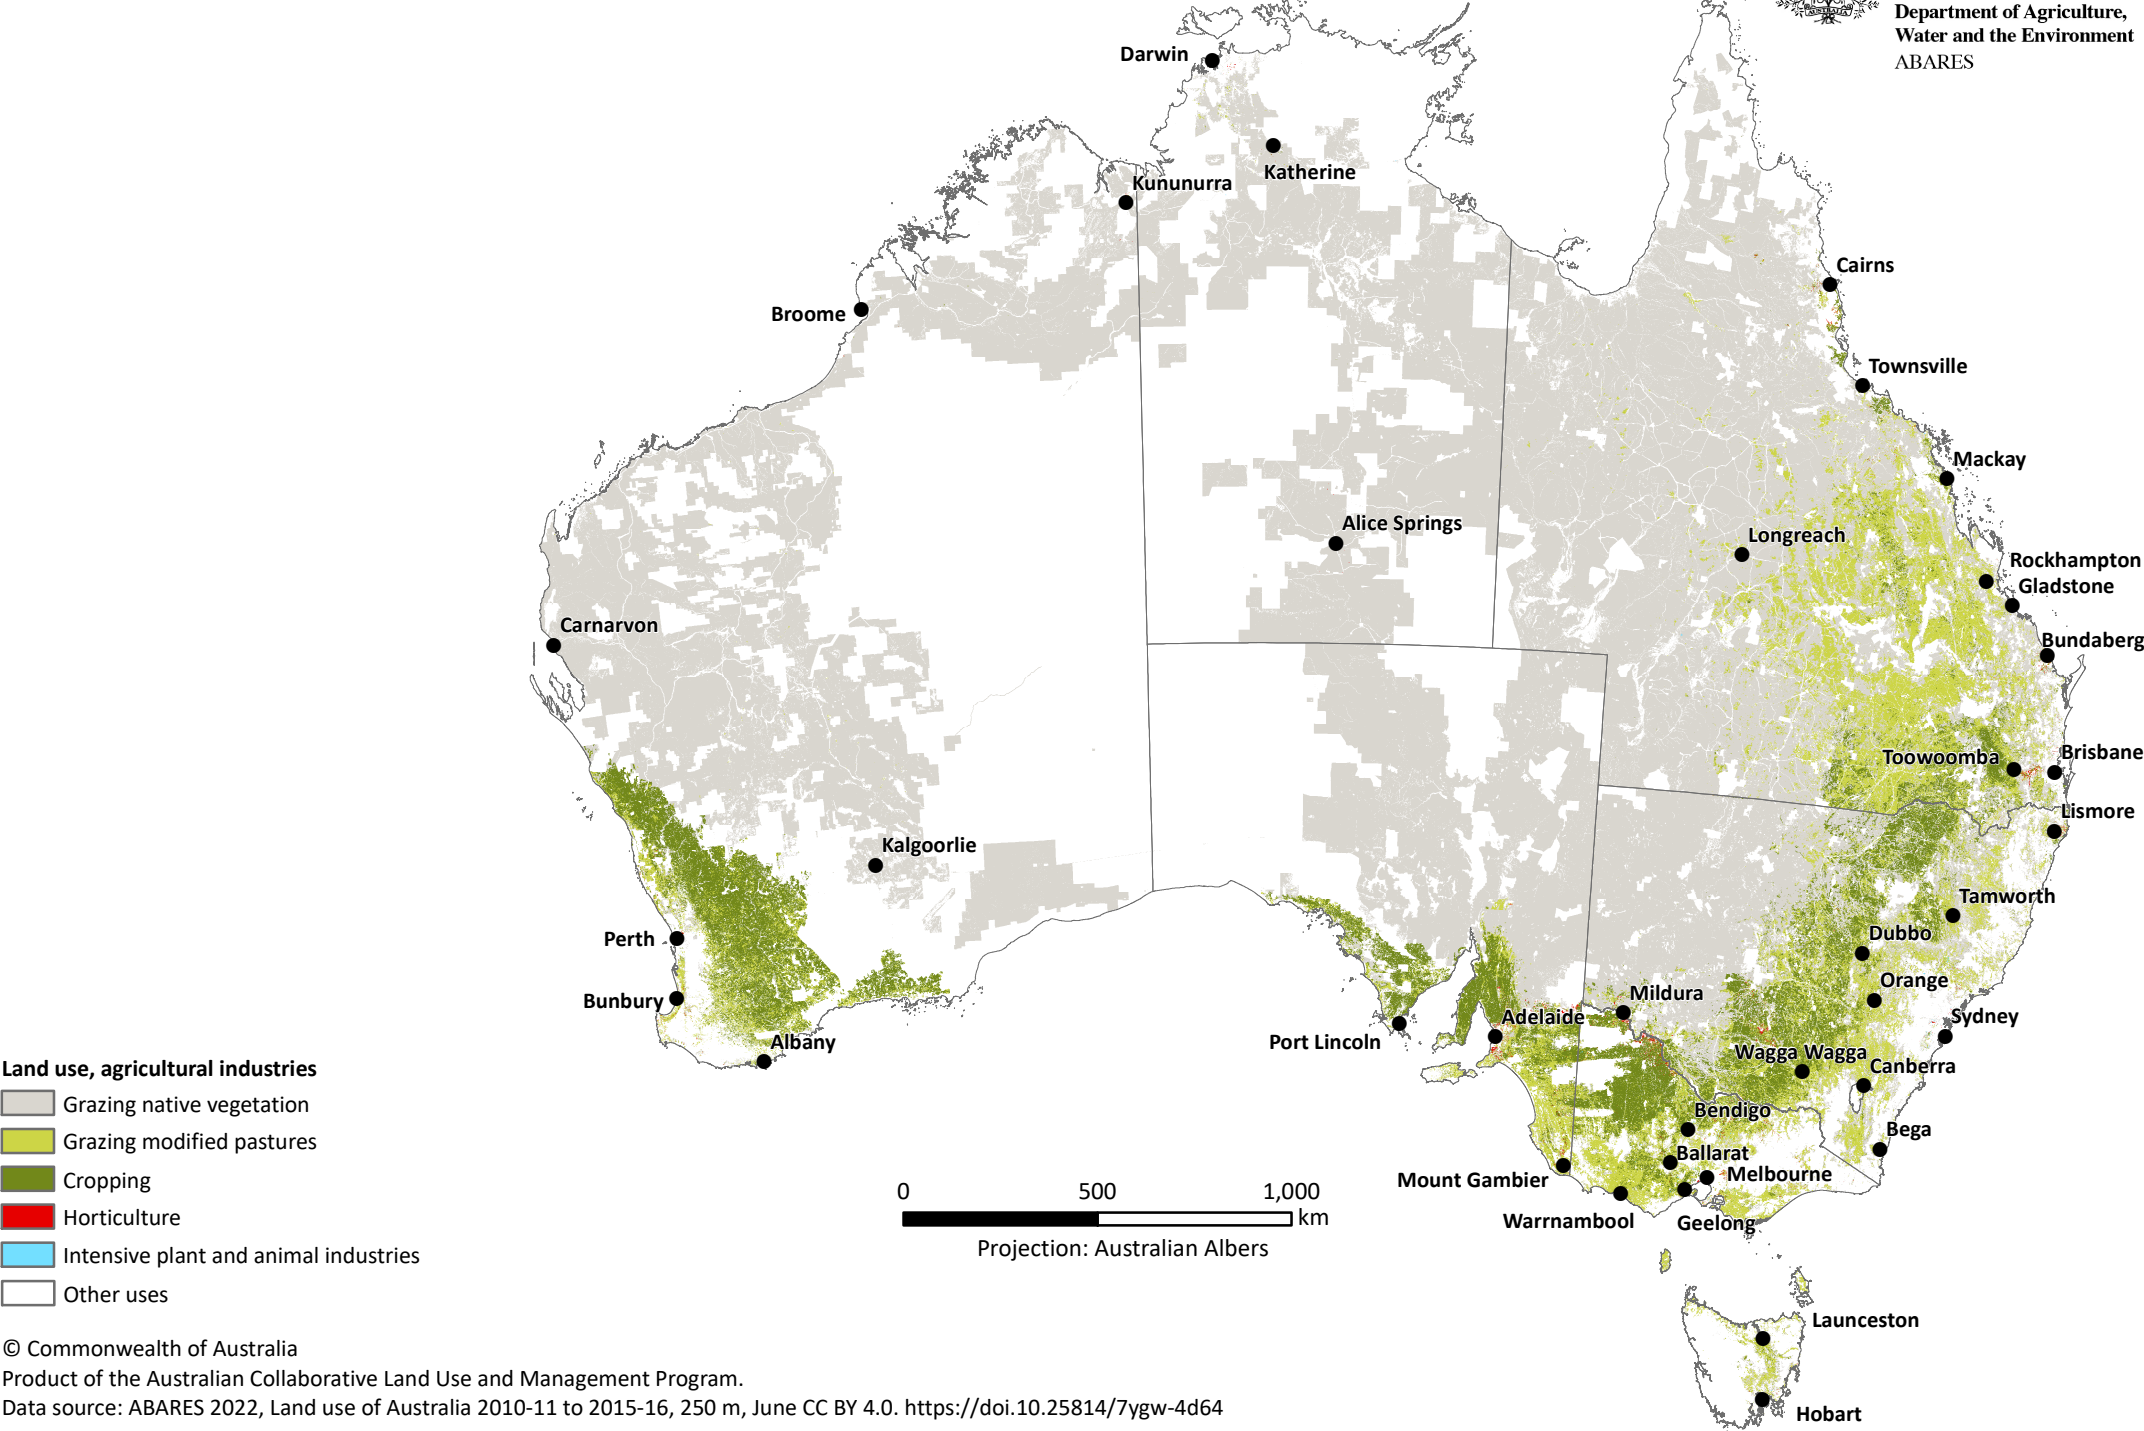 Department of Agriculture,
Water and the Environment
ABARES
AUSTRALIA
Darwin
Katherine
Kununurra
Cairns
Broome
Townsville
Mackay
Alice Springs
Longreach
Rockhampton
Gladstone
Carnarvon
Bundaberg
Brisbane
Toowoomba
Lismore
Kalgoorlie
Tamworth
Dubbo
Perth
Orange
Mildura
Bunbury
Sydney
Adelaide
Port Lincoln
Albany
Wagga Wagga
Canberra
Bendigo
Bega
Ballarat
Melbourne
Mount Gambier
Warrnambool
Geelong
Launceston
Hobart
Land use, agricultural industries
Grazing native vegetation
Grazing modified pastures
Cropping
Horticulture
Intensive plant and animal industries
Other uses
0 500 1,000
km
Projection: Australian Albers
© Commonwealth of Australia
Product of the Australian Collaborative Land Use and Management Program.
Data source: ABARES 2022, Land use of Australia 2010-11 to 2015-16, 250 m, June CC BY 4.0. https://doi.org/10.25814/7ygw-4d64